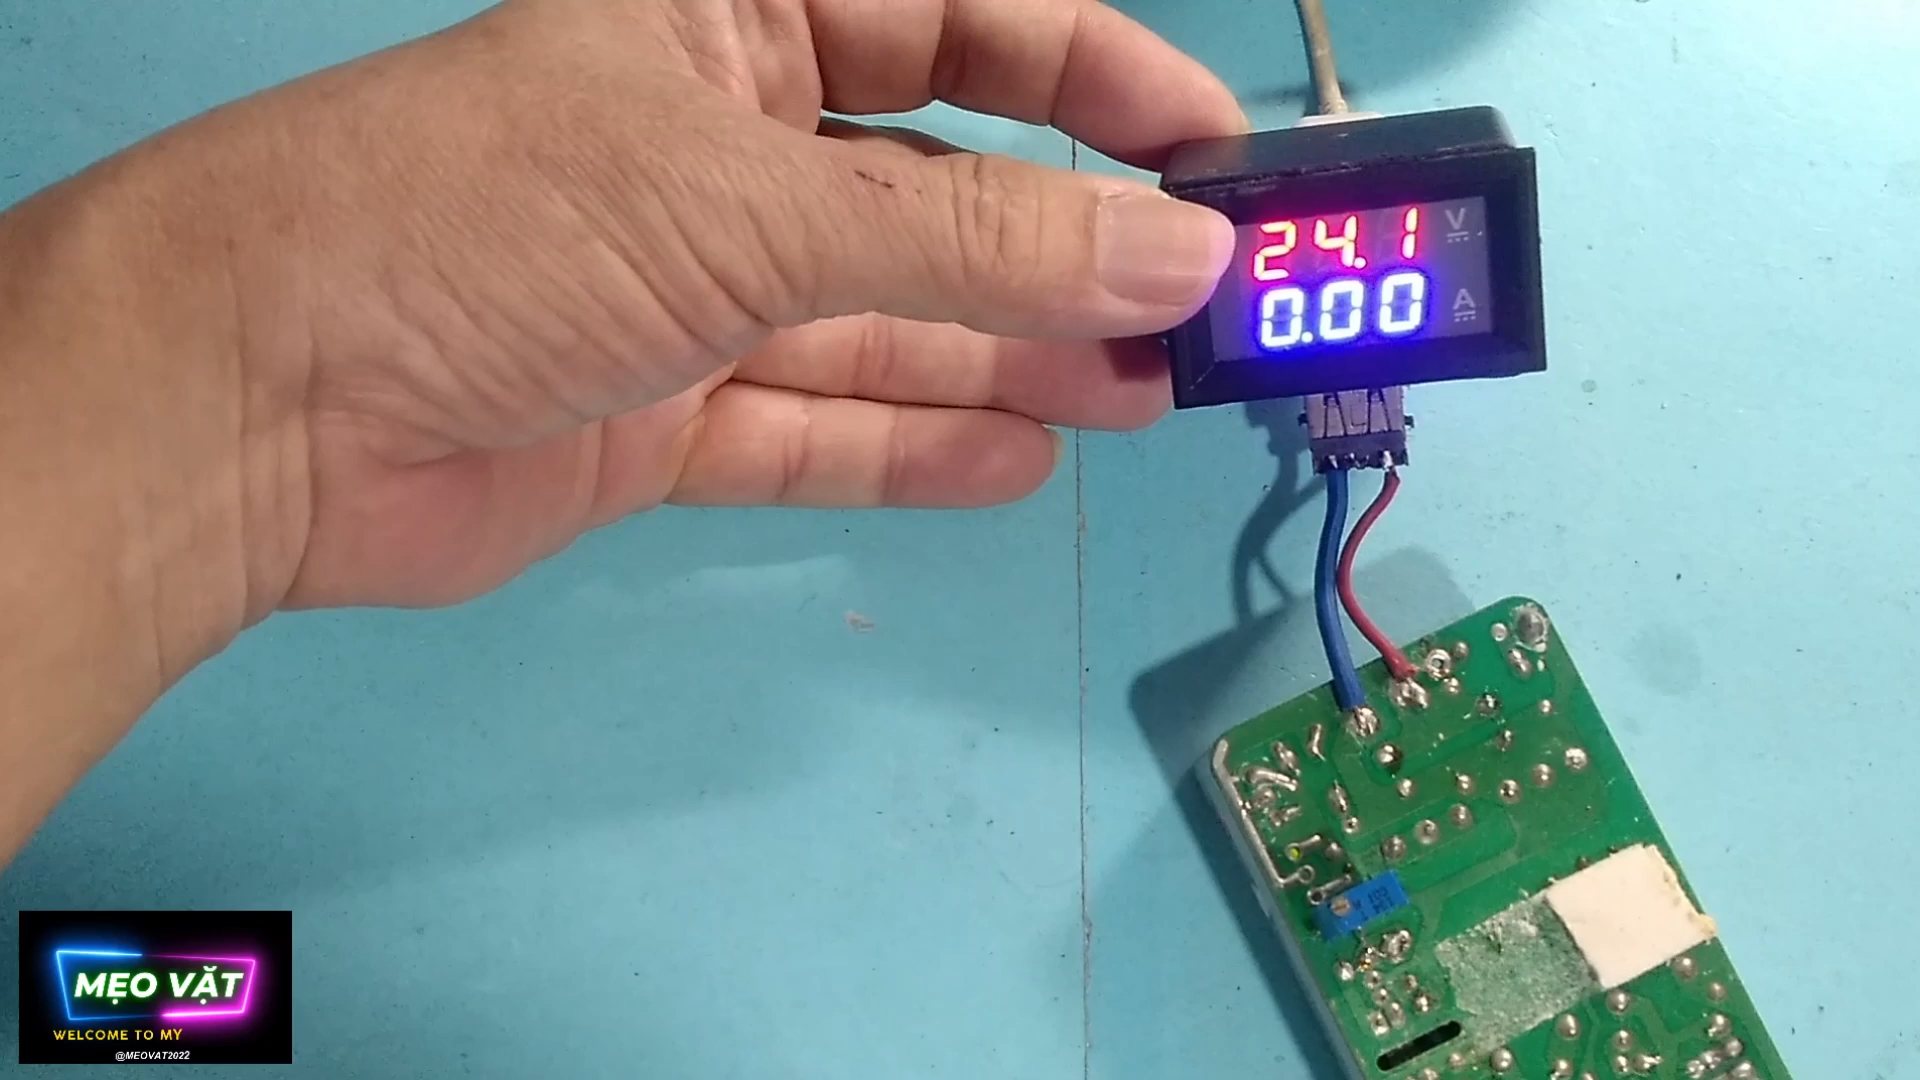 24.1 V
0.00 A
MẸO VẶT
WELCOME TO MY
@MEOVAT2022